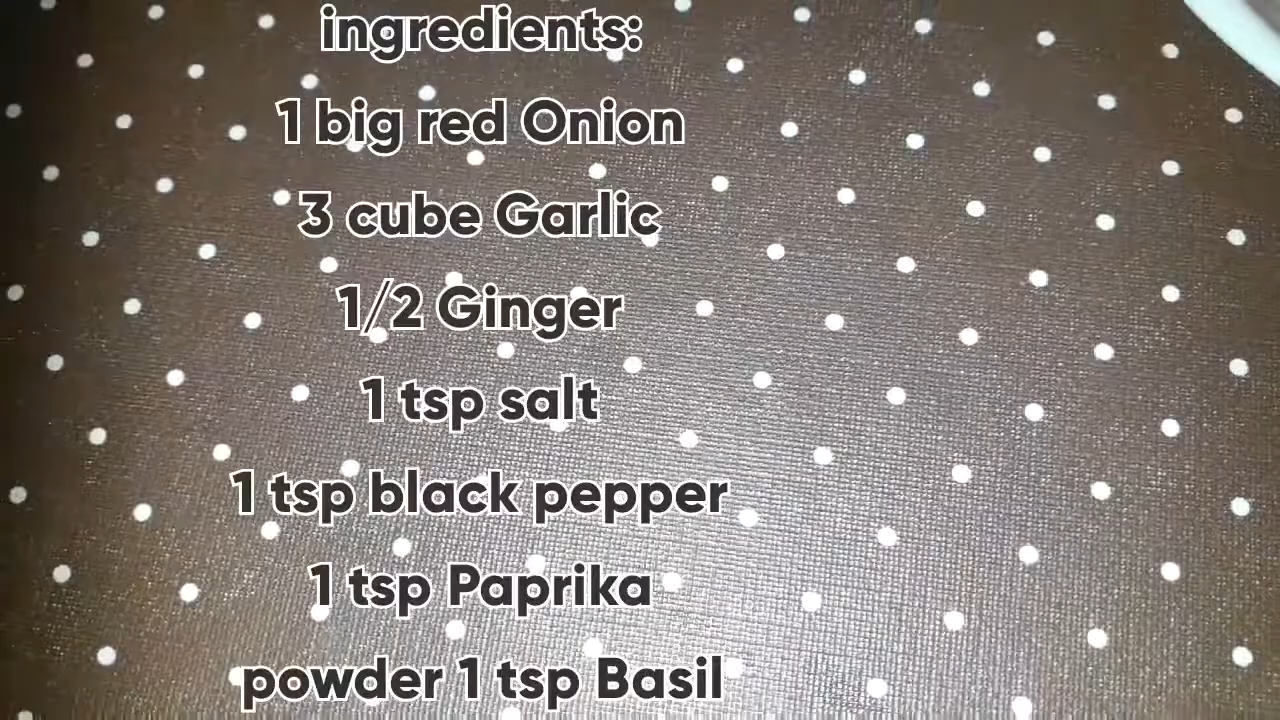 ingredients:
1 big red Onion
3 cube Garlic
1/2 Ginger
1 tsp salt
1 tsp black pepper
1 tsp Paprika
powder 1 tsp Basil